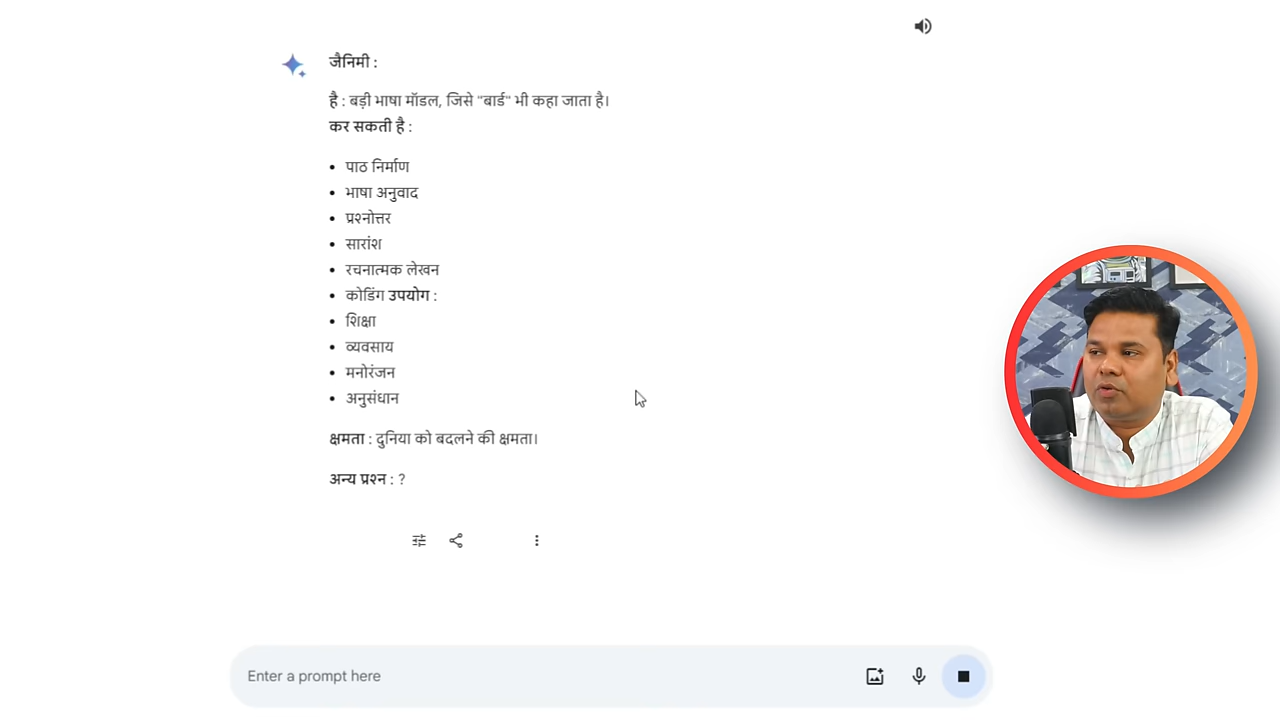 जैनिमी :
है : बड़ी भाषा मॉडल, जिसे "बार्ड" भी कहा जाता है।
कर सकती है :
• पाठ निर्माण
• भाषा अनुवाद
• प्रश्नोत्तर
• सारांश
• रचनात्मक लेखन
• कोडिंग उपयोग :
• शिक्षा
• व्यवसाय
• मनोरंजन
• अनुसंधान
क्षमता : दुनिया को बदलने की क्षमता।
अन्य प्रश्न : ?
Enter a prompt here